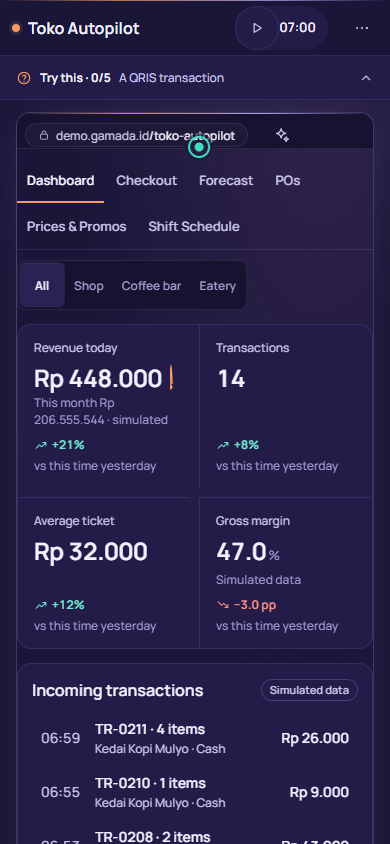 Toko Autopilot
07:00
Try this · 0/5 A QRIS transaction
demo.gamada.id/toko-autopilot
Dashboard Checkout Forecast POs
Prices & Promos Shift Schedule
All Shop Coffee bar Eatery
Revenue today
Rp 448.000
This month Rp
206.555.544 · simulated
+21%
vs this time yesterday
Transactions
14
+8%
vs this time yesterday
Average ticket
Rp 32.000
+12%
vs this time yesterday
Gross margin
47.0%
Simulated data
−3.0 pp
vs this time yesterday
Incoming transactions Simulated data
06:59 TR-0211 · 4 items Rp 26.000
Kedai Kopi Mulyo · Cash
06:55 TR-0210 · 1 items Rp 9.000
Kedai Kopi Mulyo · Cash
TR-0208 · 2 items